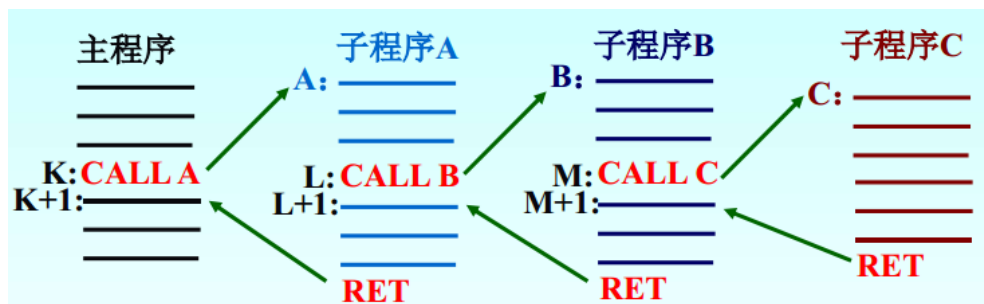 主程序
K: CALL A
K+1:
子程序A
A:
L: CALL B
L+1:
RET
子程序B
B:
M: CALL C
M+1:
RET
子程序C
C:
RET